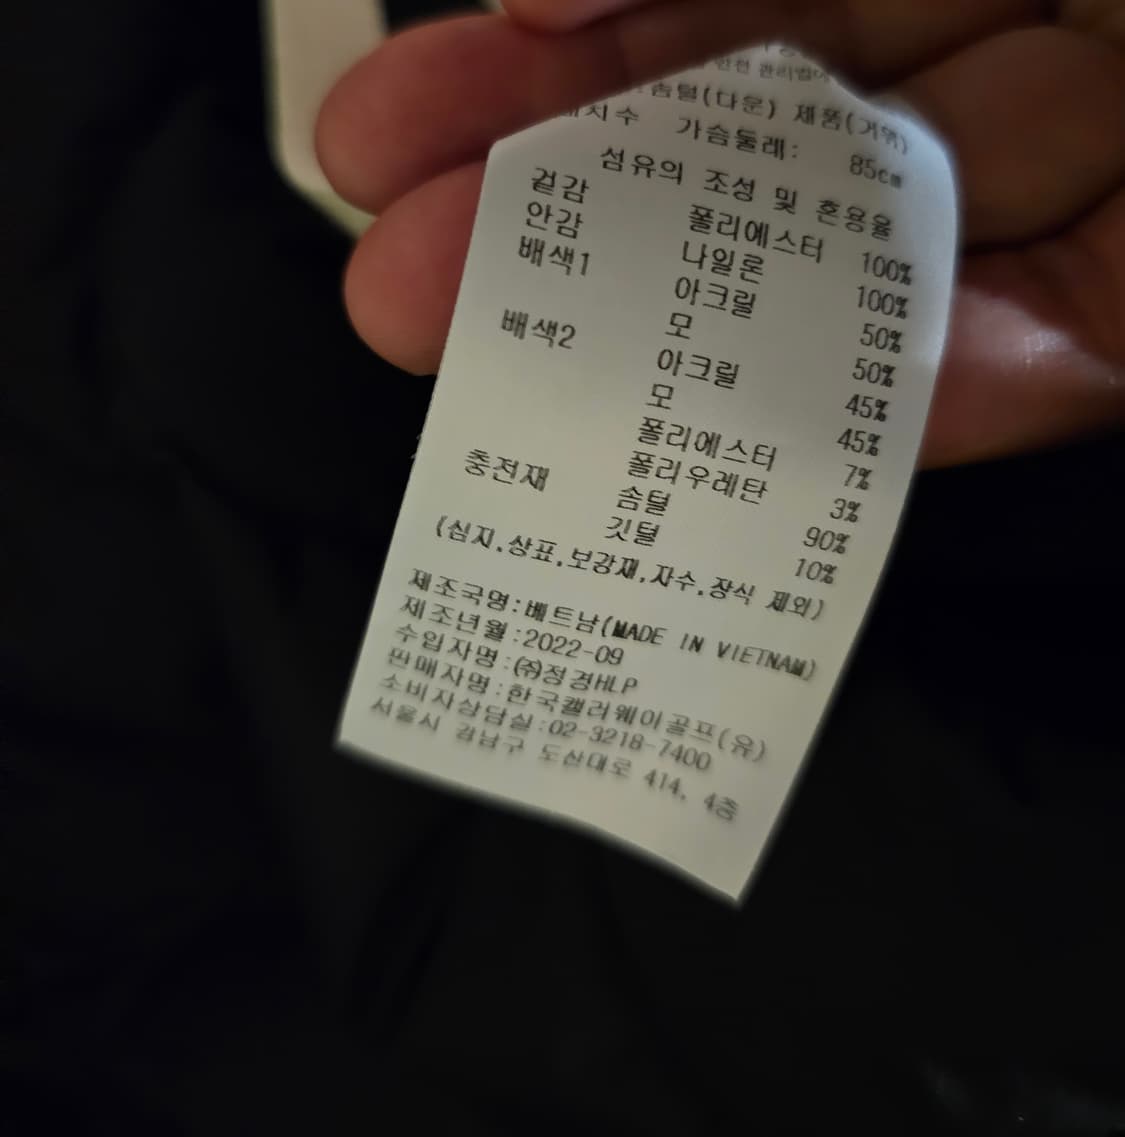 안전 관리법에
솜털(다운) 제품(거위)
치수 가슴둘레: 85cm
섬유의 조성 및 혼용율
겉감 폴리에스터 100%
안감 나일론 100%
배색1 아크릴 50%
모 50%
배색2 아크릴 45%
모 45%
폴리에스터 7%
폴리우레탄 3%
충전재 솜털 90%
깃털 10%
(심지.상표.보강재.자수.장식 제외)
제조국명:베트남(MADE IN VIETNAM)
제조년월:2022-09
수입자명:㈜정경HLP
판매자명:한국캘러웨이골프(유)
소비자상담실:02-3218-7400
서울시 강남구 도산대로 414, 4층